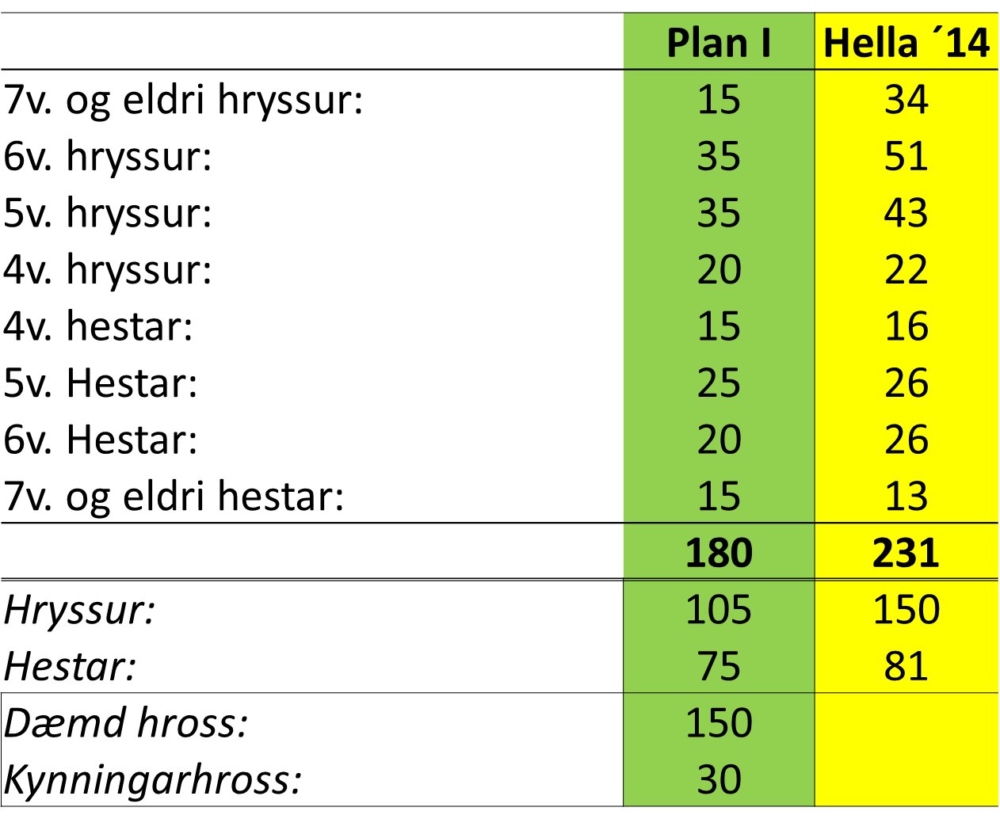 Plan I Hella ´14
7v. og eldri hryssur: 15 34
6v. hryssur: 35 51
5v. hryssur: 35 43
4v. hryssur: 20 22
4v. hestar: 15 16
5v. Hestar: 25 26
6v. Hestar: 20 26
7v. og eldri hestar: 15 13
180 231
Hryssur: 105 150
Hestar: 75 81
Dæmd hross: 150
Kynningarhross: 30